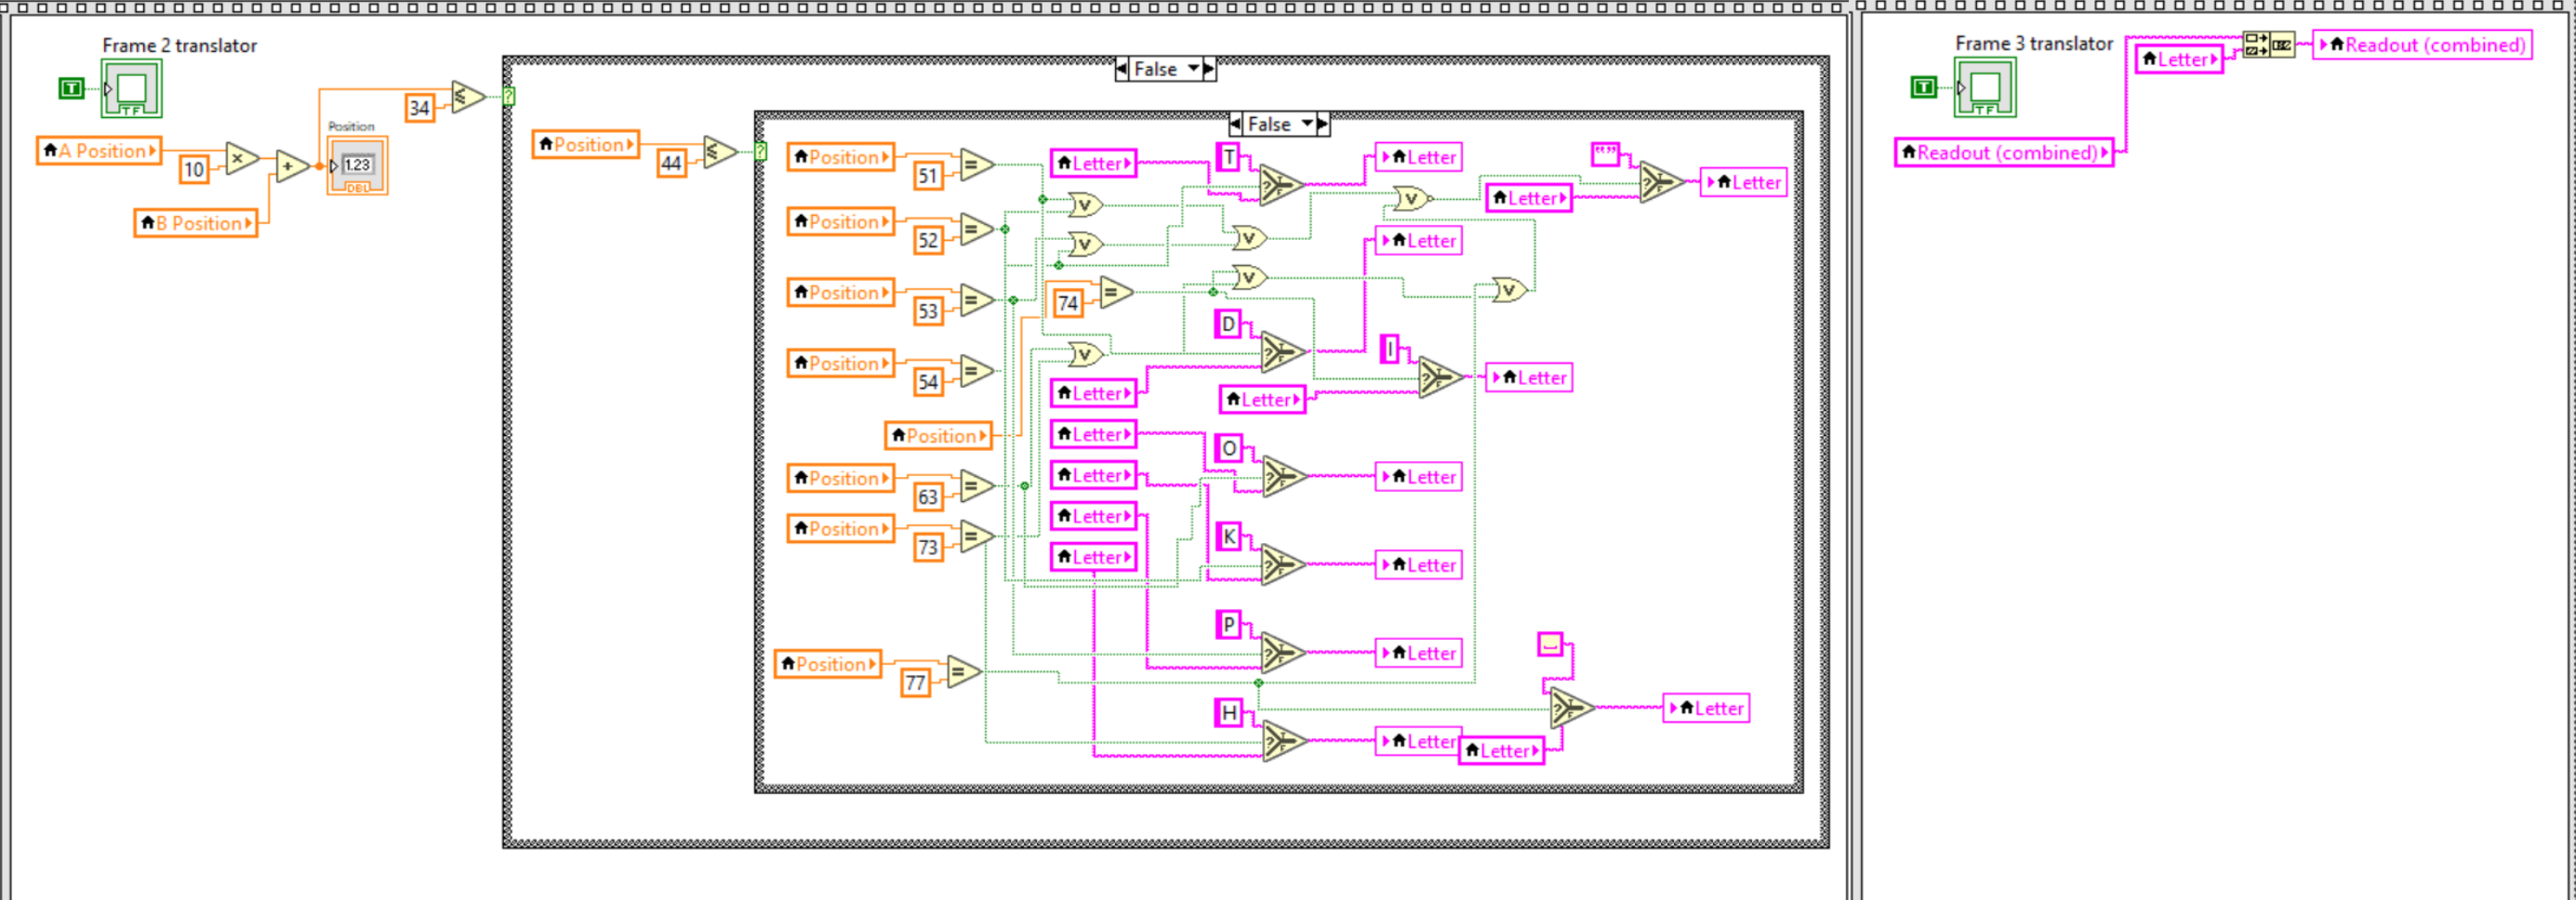 Frame 2 translator
T
TF
A Position
10
×
+
B Position
Position
1.23
DBL
34
≤
?
False
Position
44
≤
?
False
Position
51
=
Position
52
=
Position
53
=
Position
54
=
Position
74
=
Position
63
=
Position
73
=
Position
77
=
Letter
T
Letter
""
Letter
Letter
Letter
D
Letter
I
Letter
Letter
Letter
O
Letter
Letter
K
Letter
Letter
P
Letter
Letter
H
Letter
Letter
Letter
Frame 3 translator
T
TF
Readout (combined)
Letter
Readout (combined)